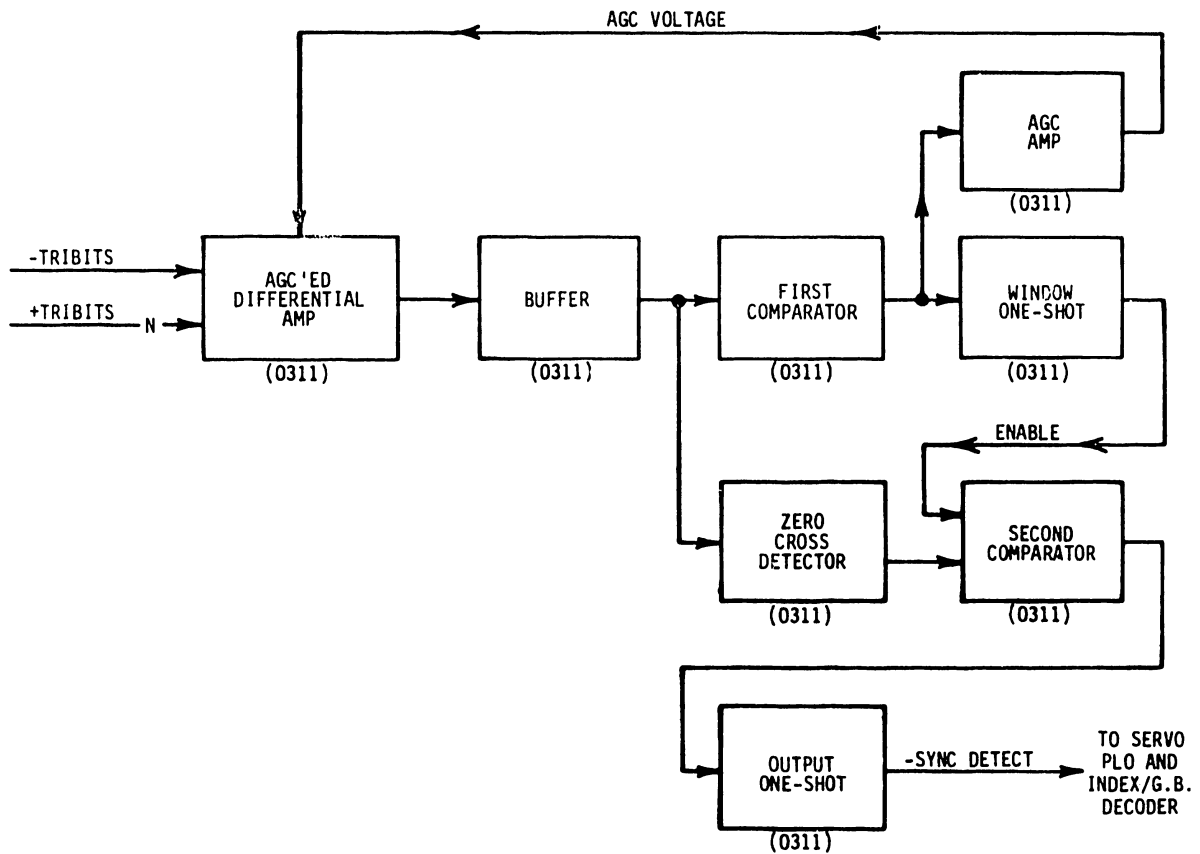 AGC VOLTAGE
AGC
AMP
(0311)
-TRIBITS
+TRIBITS N
AGC'ED
DIFFERENTIAL
AMP
(0311)
BUFFER
(0311)
FIRST
COMPARATOR
(0311)
WINDOW
ONE-SHOT
(0311)
ENABLE
ZERO
CROSS
DETECTOR
(0311)
SECOND
COMPARATOR
(0311)
OUTPUT
ONE-SHOT
(0311)
-SYNC DETECT
TO SERVO
PLO AND
INDEX/G.B.
DECODER